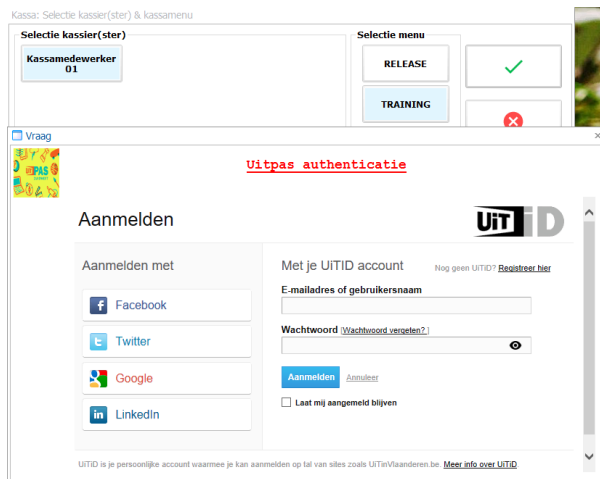 Kassa: Selectie kassier(ster) & kassamenu
Selectie kassier(ster)
Kassamedewerker
01
Selectie menu
RELEASE
TRAINING
Vraag
UiTPAS
Uitpas authenticatie
Aanmelden
UiTiD
Aanmelden met
Facebook
Twitter
Google
LinkedIn
Met je UiTID account
Nog geen UiTiD? Registreer hier
E-mailadres of gebruikersnaam
Wachtwoord [Wachtwoord vergeten? ]
Aanmelden Annuleer
Laat mij aangemeld blijven
UiTiD is je persoonlijke account waarmee je kan aanmelden op tal van sites zoals UiTinVlaanderen.be. Meer info over UiTiD.